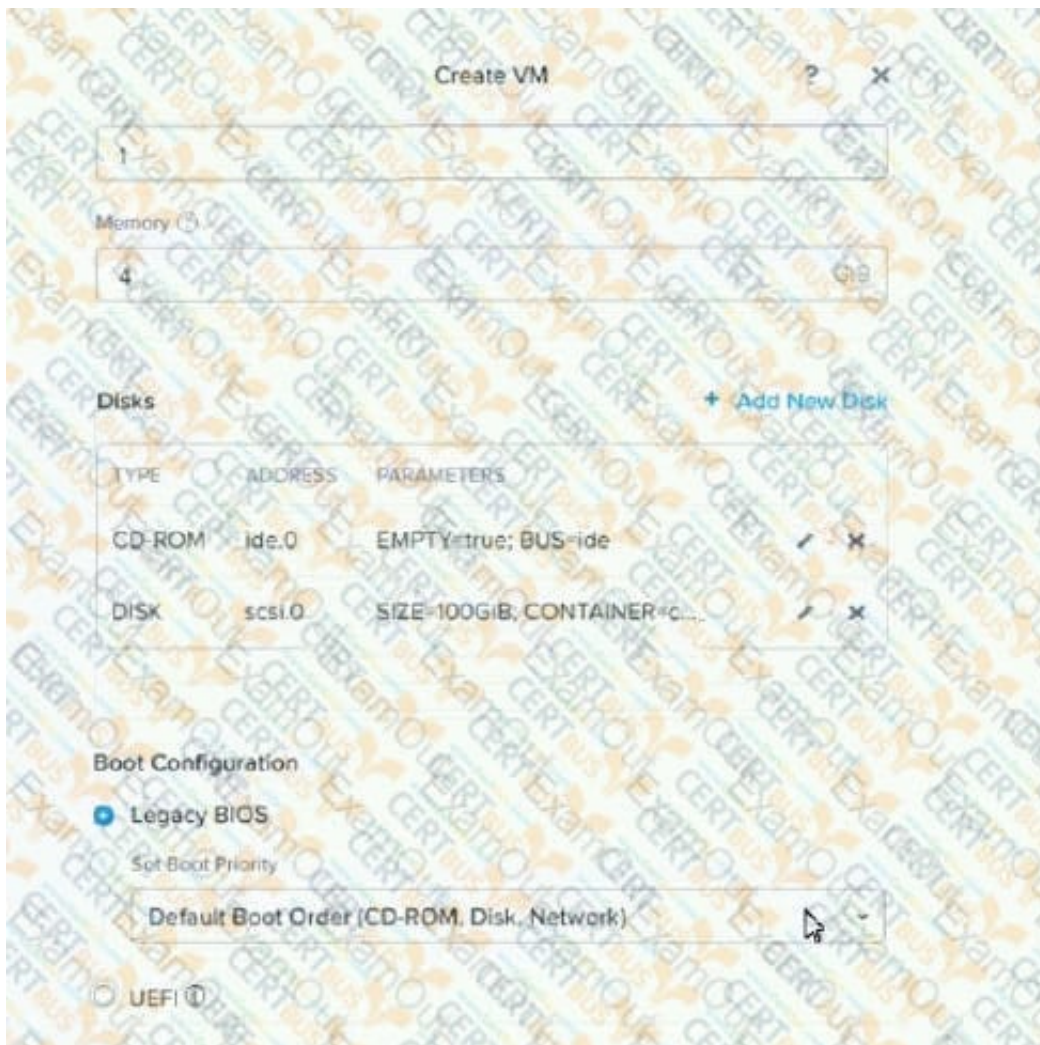 Create VM ? ×
1
Memory ?
4 GiB
Disks + Add New Disk
TYPE ADDRESS PARAMETERS
CD-ROM ide.0 EMPTY=true; BUS=ide
DISK scsi.0 SIZE=100GiB, CONTAINER=c...
Boot Configuration
Legacy BIOS
Set Boot Priority
Default Boot Order (CD-ROM, Disk, Network)
UEFI